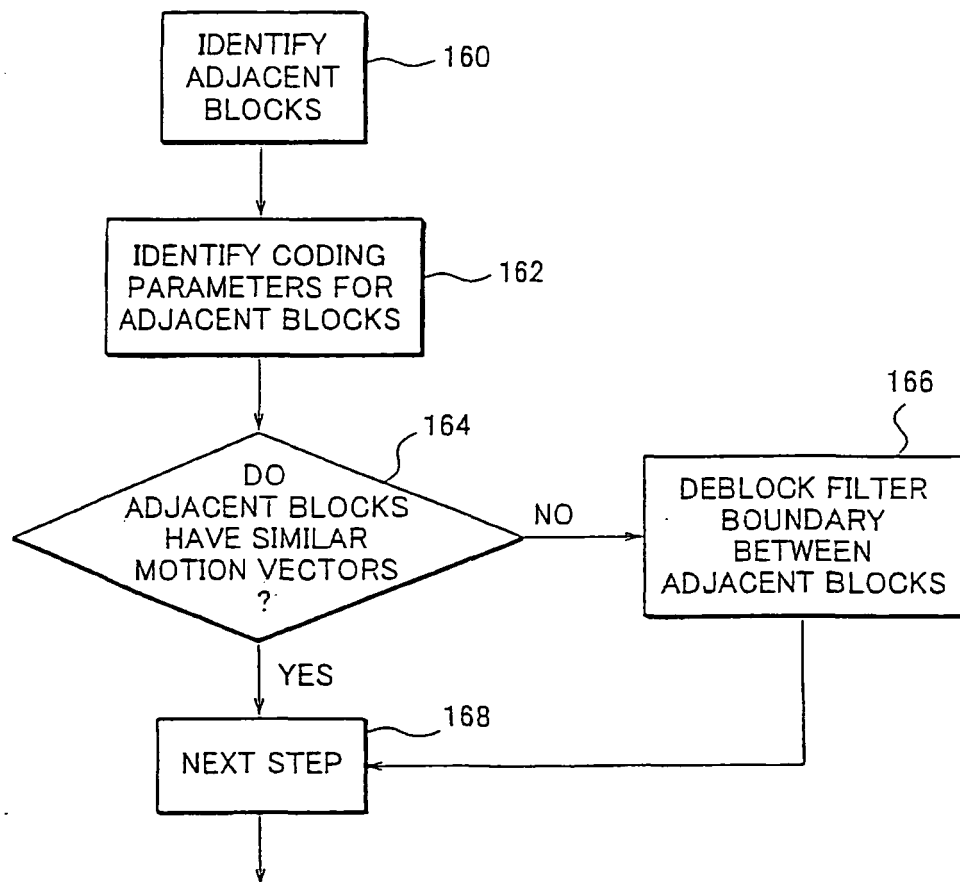 IDENTIFY
ADJACENT
BLOCKS
160
IDENTIFY CODING
PARAMETERS FOR
ADJACENT BLOCKS
162
164
DO
ADJACENT BLOCKS
HAVE SIMILAR
MOTION VECTORS
?
NO
166
DEBLOCK FILTER
BOUNDARY
BETWEEN
ADJACENT BLOCKS
YES
168
NEXT STEP